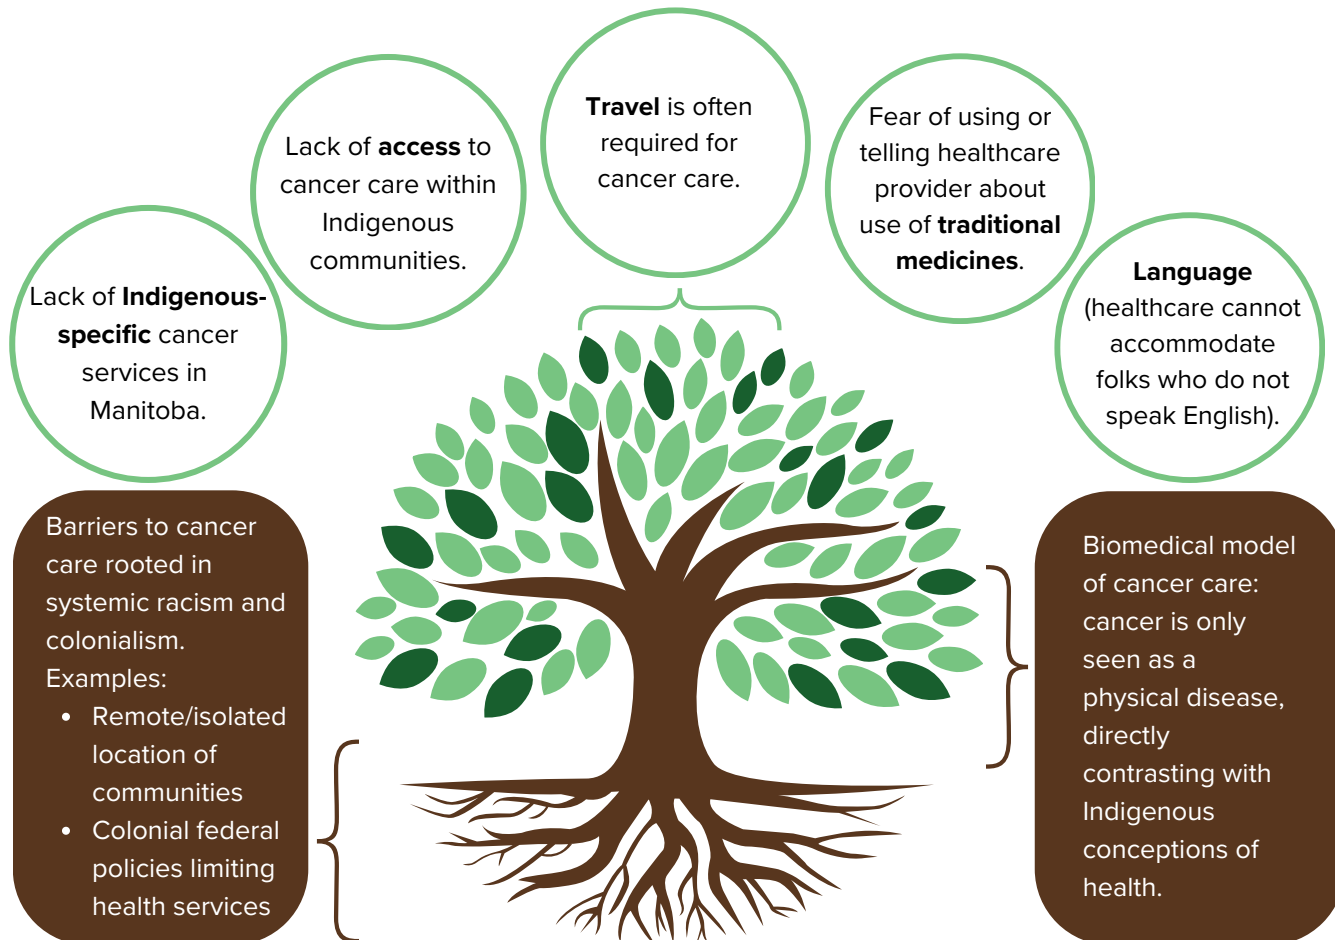 Lack of Indigenous-
specific cancer
services in
Manitoba.
Lack of access to
cancer care within
Indigenous
communities.
Travel is often
required for
cancer care.
Fear of using or
telling healthcare
provider about
use of traditional
medicines.
Language
(healthcare cannot
accommodate
folks who do not
speak English).
Barriers to cancer
care rooted in
systemic racism and
colonialism.
Examples:
• Remote/isolated
location of
communities
• Colonial federal
policies limiting
health services
Biomedical model
of cancer care:
cancer is only
seen as a
physical disease,
directly
contrasting with
Indigenous
conceptions of
health.